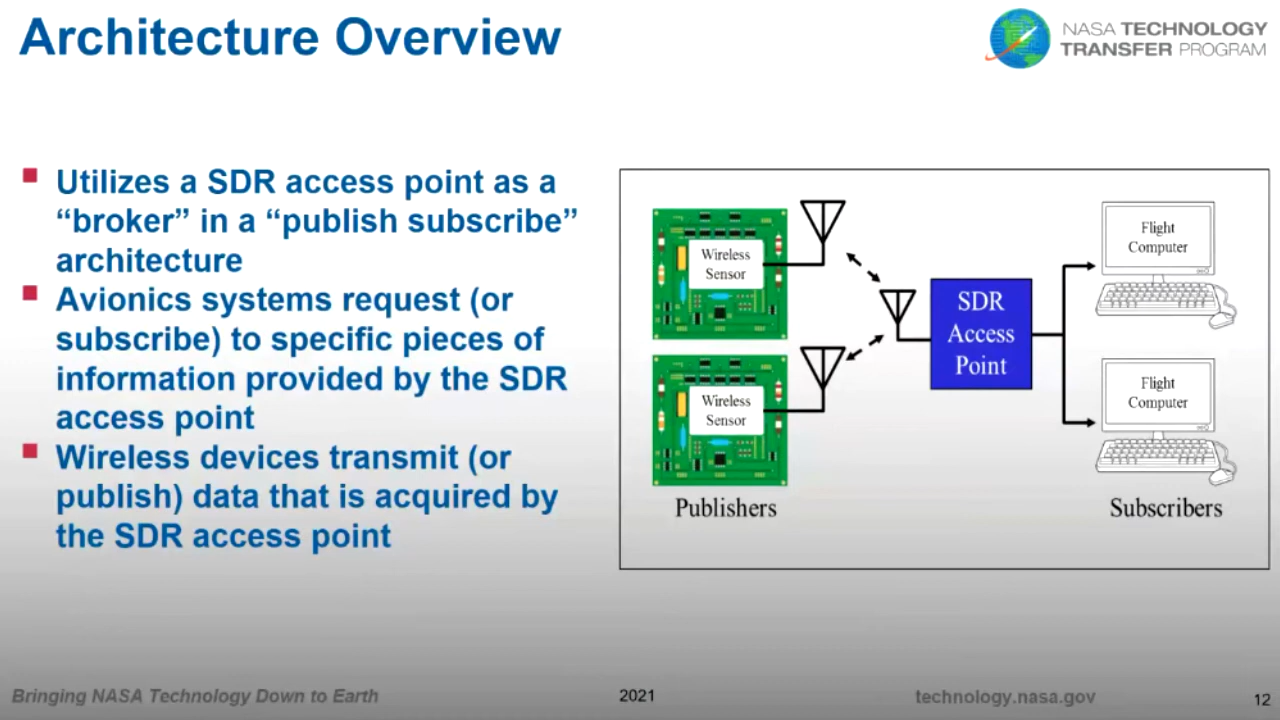 Architecture Overview
NASA TECHNOLOGY
TRANSFER PROGRAM
Utilizes a SDR access point as a
“broker” in a “publish subscribe”
architecture
Avionics systems request (or
subscribe) to specific pieces of
information provided by the SDR
access point
Wireless devices transmit (or
publish) data that is acquired by
the SDR access point
Wireless
Sensor
Wireless
Sensor
Publishers
SDR
Access
Point
Flight
Computer
Flight
Computer
Subscribers
Bringing NASA Technology Down to Earth
2021
technology.nasa.gov
12